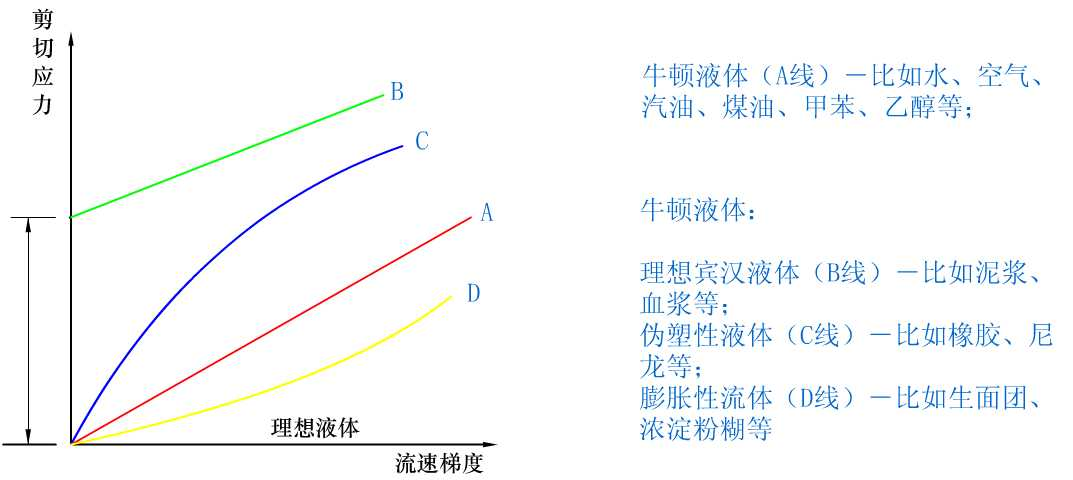 剪切应力
B
C
A
D
理想液体
流速梯度
牛顿液体（A线）－比如水、空气、
汽油、煤油、甲苯、乙醇等；
牛顿液体：
理想宾汉液体（B线）－比如泥浆、
血浆等；
伪塑性液体（C线）－比如橡胶、尼
龙等；
膨胀性流体（D线）－比如生面团、
浓淀粉糊等